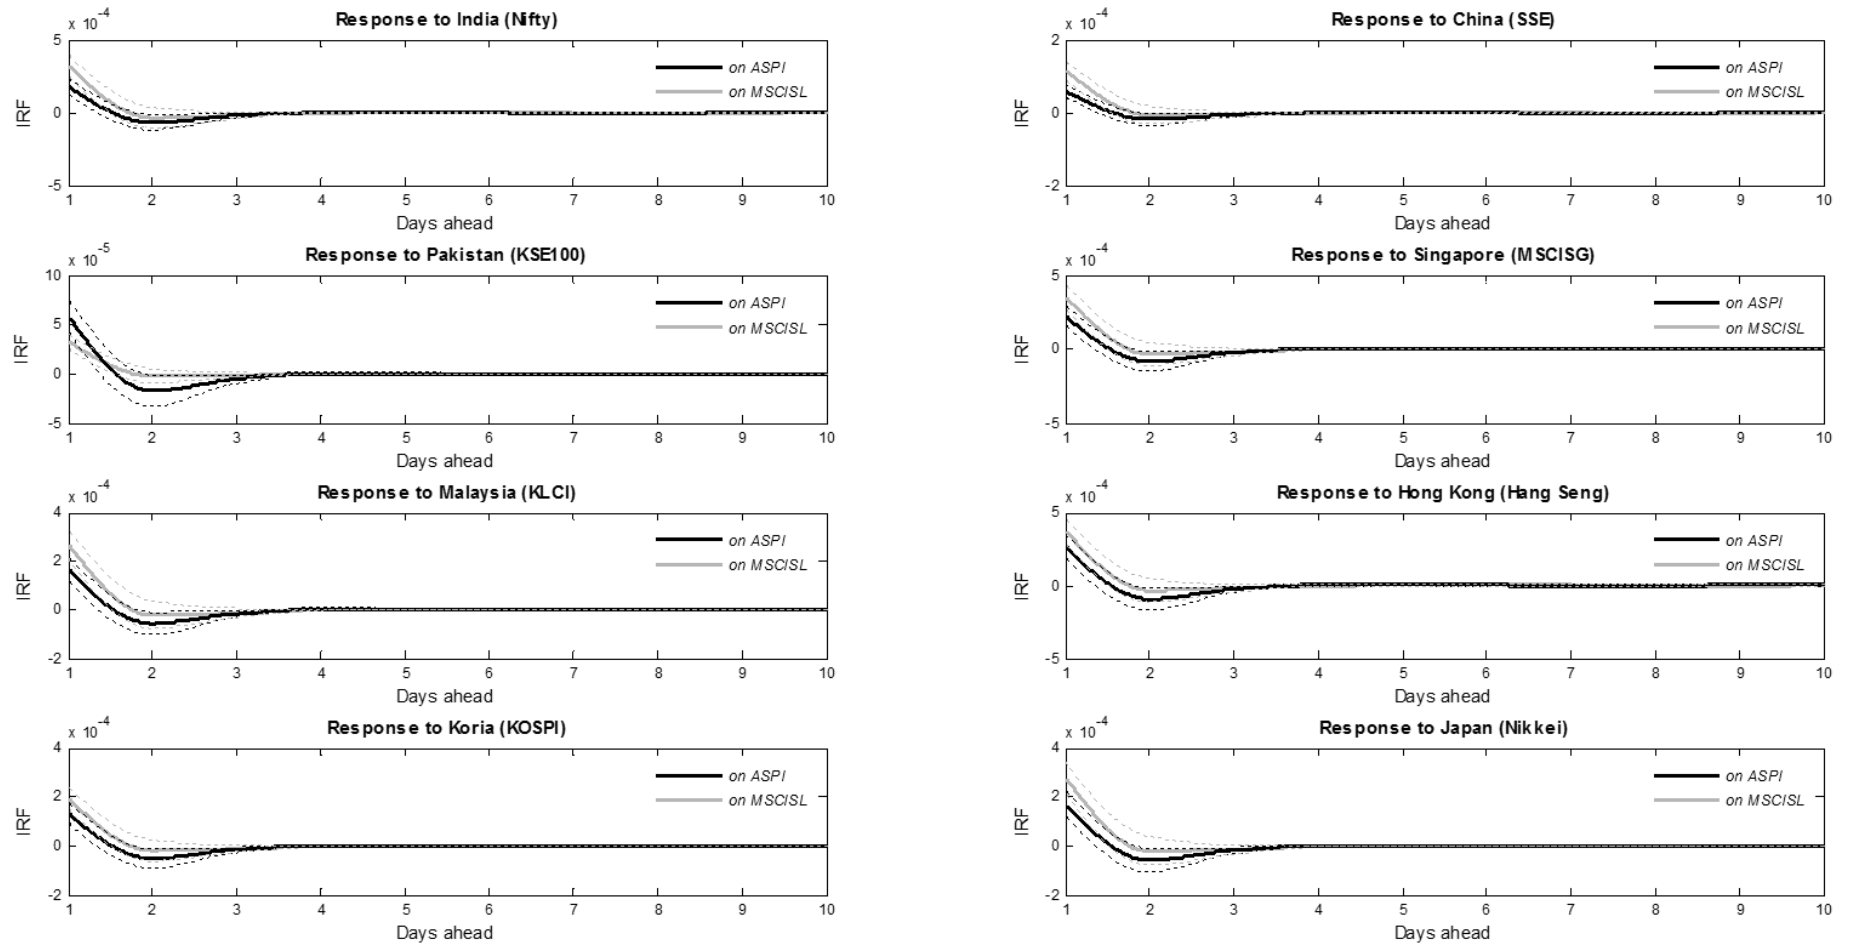 Response to India (Nifty)
x 10^-4
5
0
-5
IRF
on ASPI
on MSCISL
1 2 3 4 5 6 7 8 9 10
Days ahead
Response to China (SSE)
x 10^-4
2
0
-2
IRF
on ASPI
on MSCISL
1 2 3 4 5 6 7 8 9 10
Days ahead
Response to Pakistan (KSE100)
x 10^-5
10
5
0
-5
IRF
on ASPI
on MSCISL
1 2 3 4 5 6 7 8 9 10
Days ahead
Response to Singapore (MSCISG)
x 10^-4
5
0
-5
IRF
on ASPI
on MSCISL
1 2 3 4 5 6 7 8 9 10
Days ahead
Response to Malaysia (KLCI)
x 10^-4
4
2
0
-2
IRF
on ASPI
on MSCISL
1 2 3 4 5 6 7 8 9 10
Days ahead
Response to Hong Kong (Hang Seng)
x 10^-4
5
0
-5
IRF
on ASPI
on MSCISL
1 2 3 4 5 6 7 8 9 10
Days ahead
Response to Koria (KOSPI)
x 10^-4
4
2
0
-2
IRF
on ASPI
on MSCISL
1 2 3 4 5 6 7 8 9 10
Days ahead
Response to Japan (Nikkei)
x 10^-4
4
2
0
-2
IRF
on ASPI
on MSCISL
1 2 3 4 5 6 7 8 9 10
Days ahead